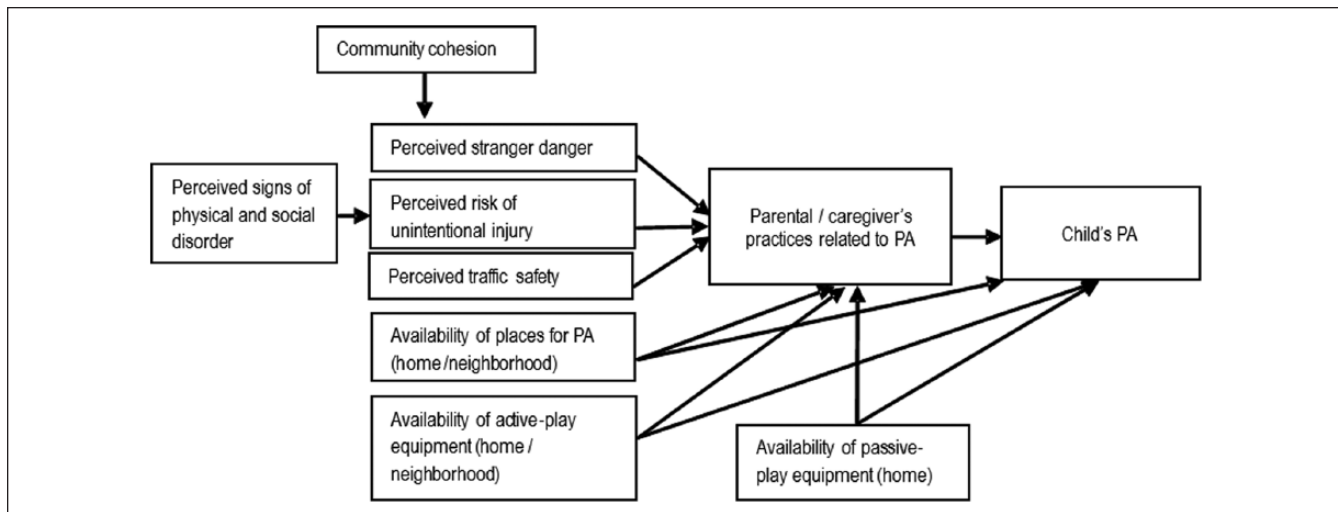 Community cohesion
Perceived stranger danger
Perceived signs of
physical and social
disorder
Perceived risk of
unintentional injury
Parental / caregiver's
practices related to PA
Child's PA
Perceived traffic safety
Availability of places for PA
(home/neighborhood)
Availability of active-play
equipment (home /
neighborhood)
Availability of passive-
play equipment (home)